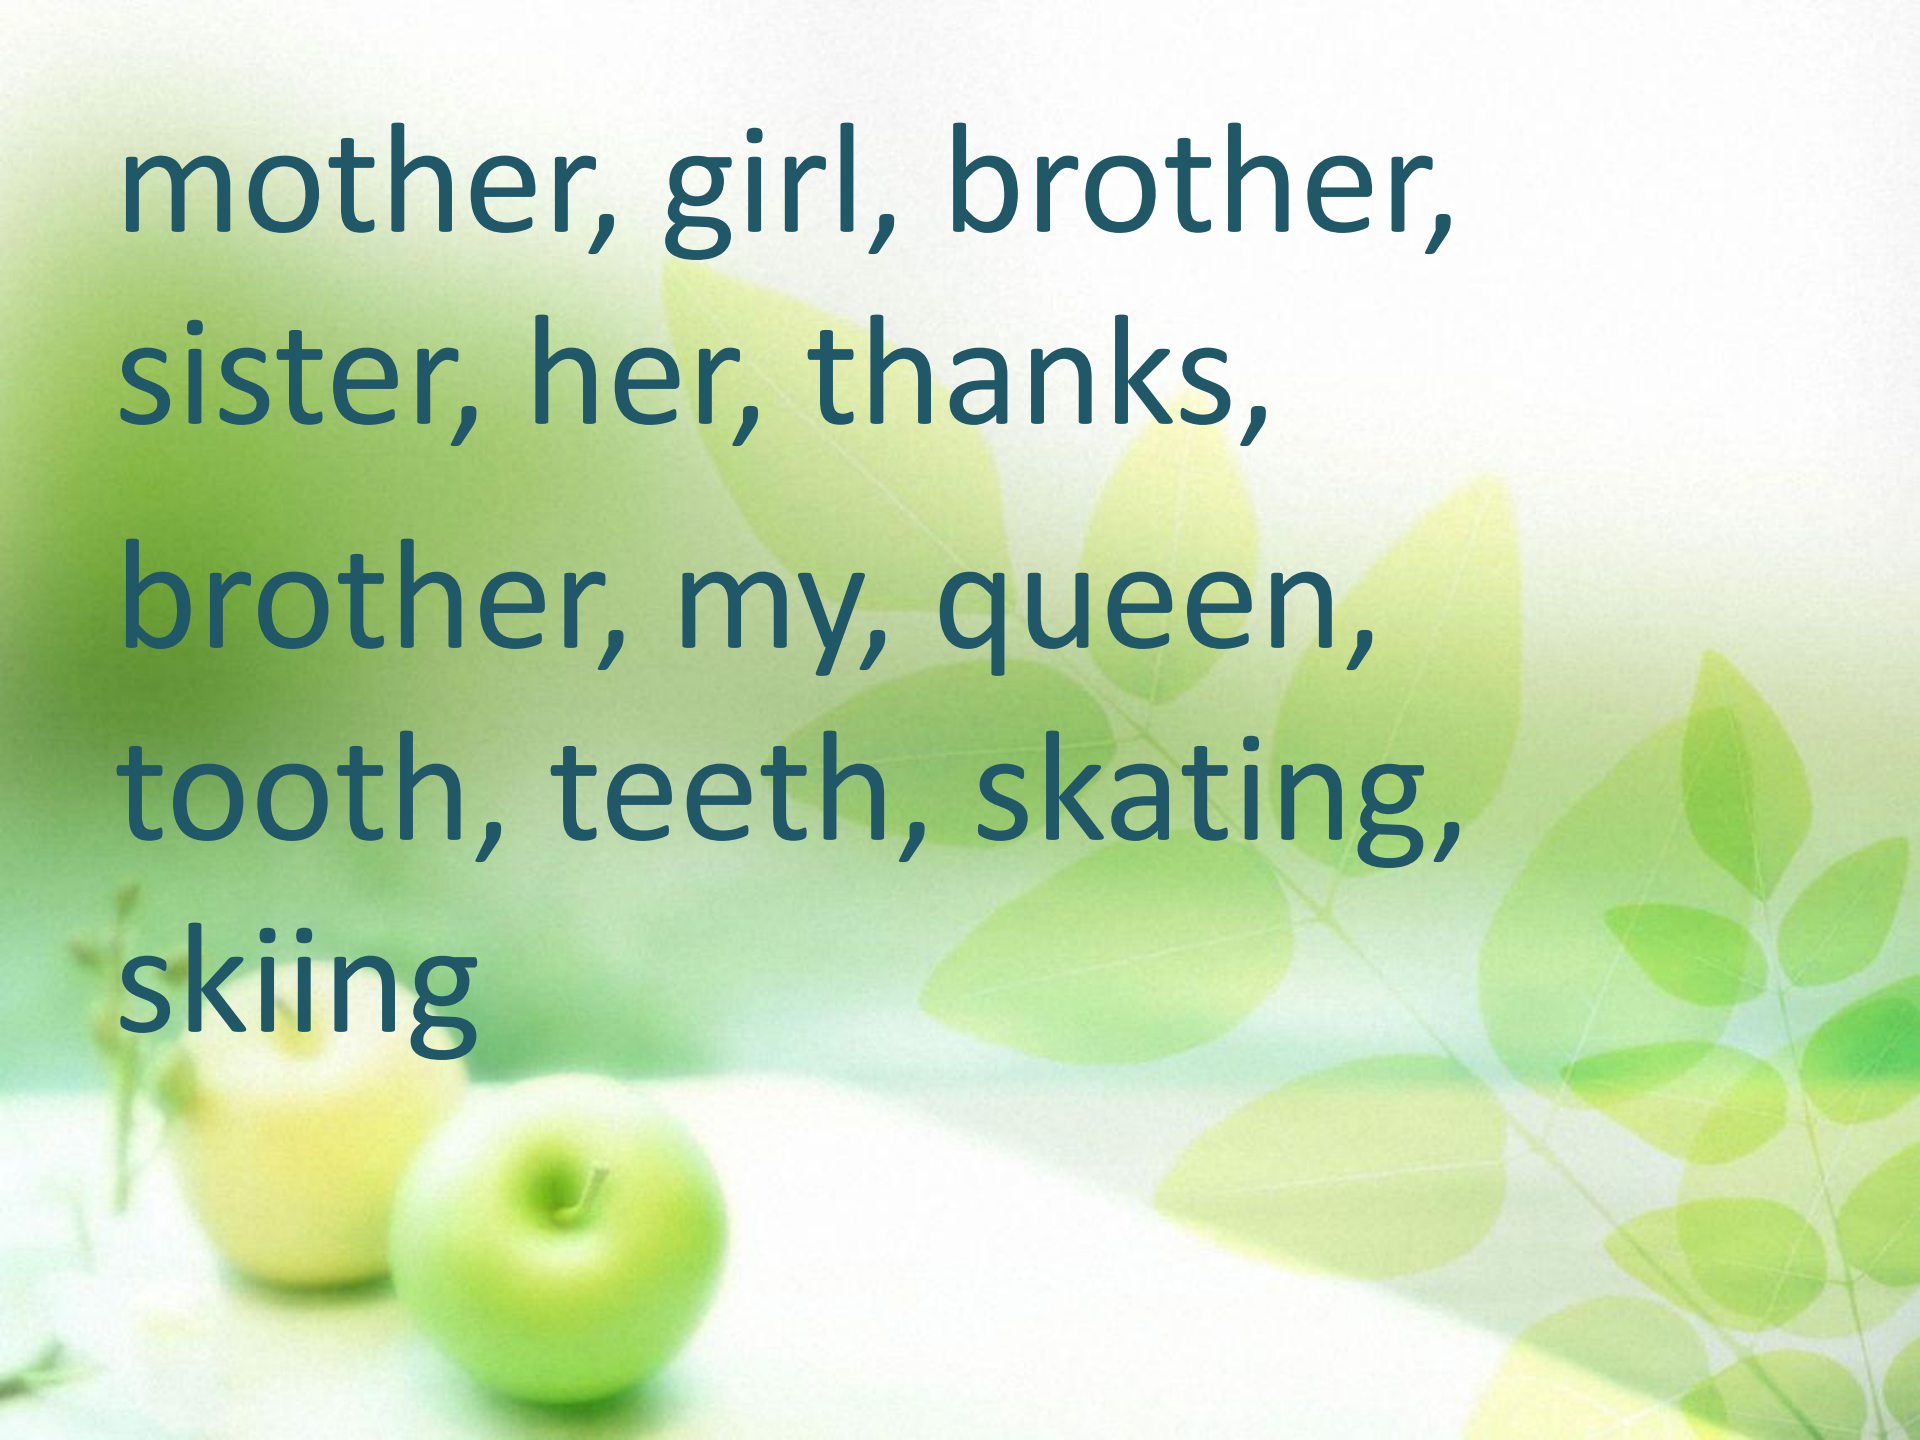 mother, girl, brother,
sister, her, thanks,
brother, my, queen,
tooth, teeth, skating,
skiing